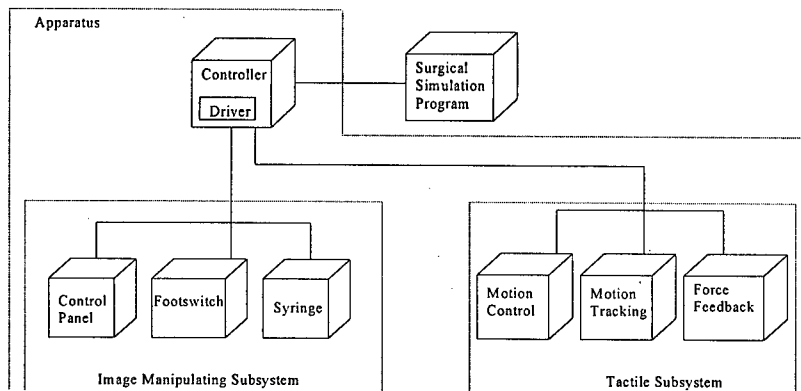 Apparatus
Controller
Driver
Surgical
Simulation
Program
Control
Panel
Footswitch
Syringe
Image Manipulating Subsystem
Motion
Control
Motion
Tracking
Force
Feedback
Tactile Subsystem